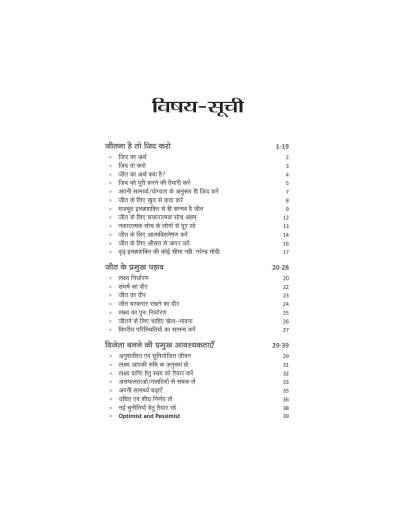 विषय-सूची
जीतना है तो जिद करो 1-19
» जिद का अर्थ 2
» जिद तो करो 3
» जीत का अर्थ क्या है? 4
» जिद को पूरी करने की तैयारी करें 5
» अपनी सामर्थ्य/योग्यता के अनुरूप ही जिद करें 7
» जीत के लिए खुद से वादा करें 8
» मजबूत इच्छाशक्ति से ही सम्भव है जीत 9
» जीत के लिए सकारात्मक सोच अहम् 12
» नकारात्मक सोच के लोगों से दूर रहें 13
» जीत के लिए आत्मविश्लेषण करें 14
» जीत के लिए औसत से ऊपर उठें 16
» दृढ़ इच्छाशक्ति की कोई सीमा नहीं: नरेन्द्र मोदी 17
जीत के प्रमुख पड़ाव 20-28
» लक्ष्य निर्धारण 20
» संघर्ष का दौर 22
» जीत का दौर 23
» जीत बरकरार रखने का दौर 24
» लक्ष्य का पुन: निर्धारण 25
» जीतने के लिए चाहिए खेल-भावना 26
» विपरीत परिस्थितियों का सामना करें 27
विजेता बनने की प्रमुख आवश्यकताएँ 29-39
» अनुशासित एवं सुनियोजित जीवन 29
» लक्ष्य आपकी रुचि के अनुरूप हो 31
» लक्ष्य प्राप्ति हेतु स्वयं को तैयार करें 32
» असफलताओं/गलतियों से सबक लें 33
» अपनी सामर्थ्य बढ़ाएँ 35
» उचित एवं शीघ्र निर्णय लें 36
» नई चुनौतियों हेतु तैयार रहें 38
» Optimist and Pessimist 39